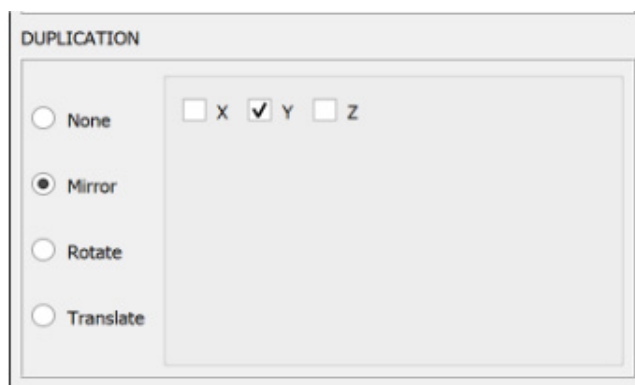 DUPLICATION
None
X Y Z
Mirror
Rotate
Translate